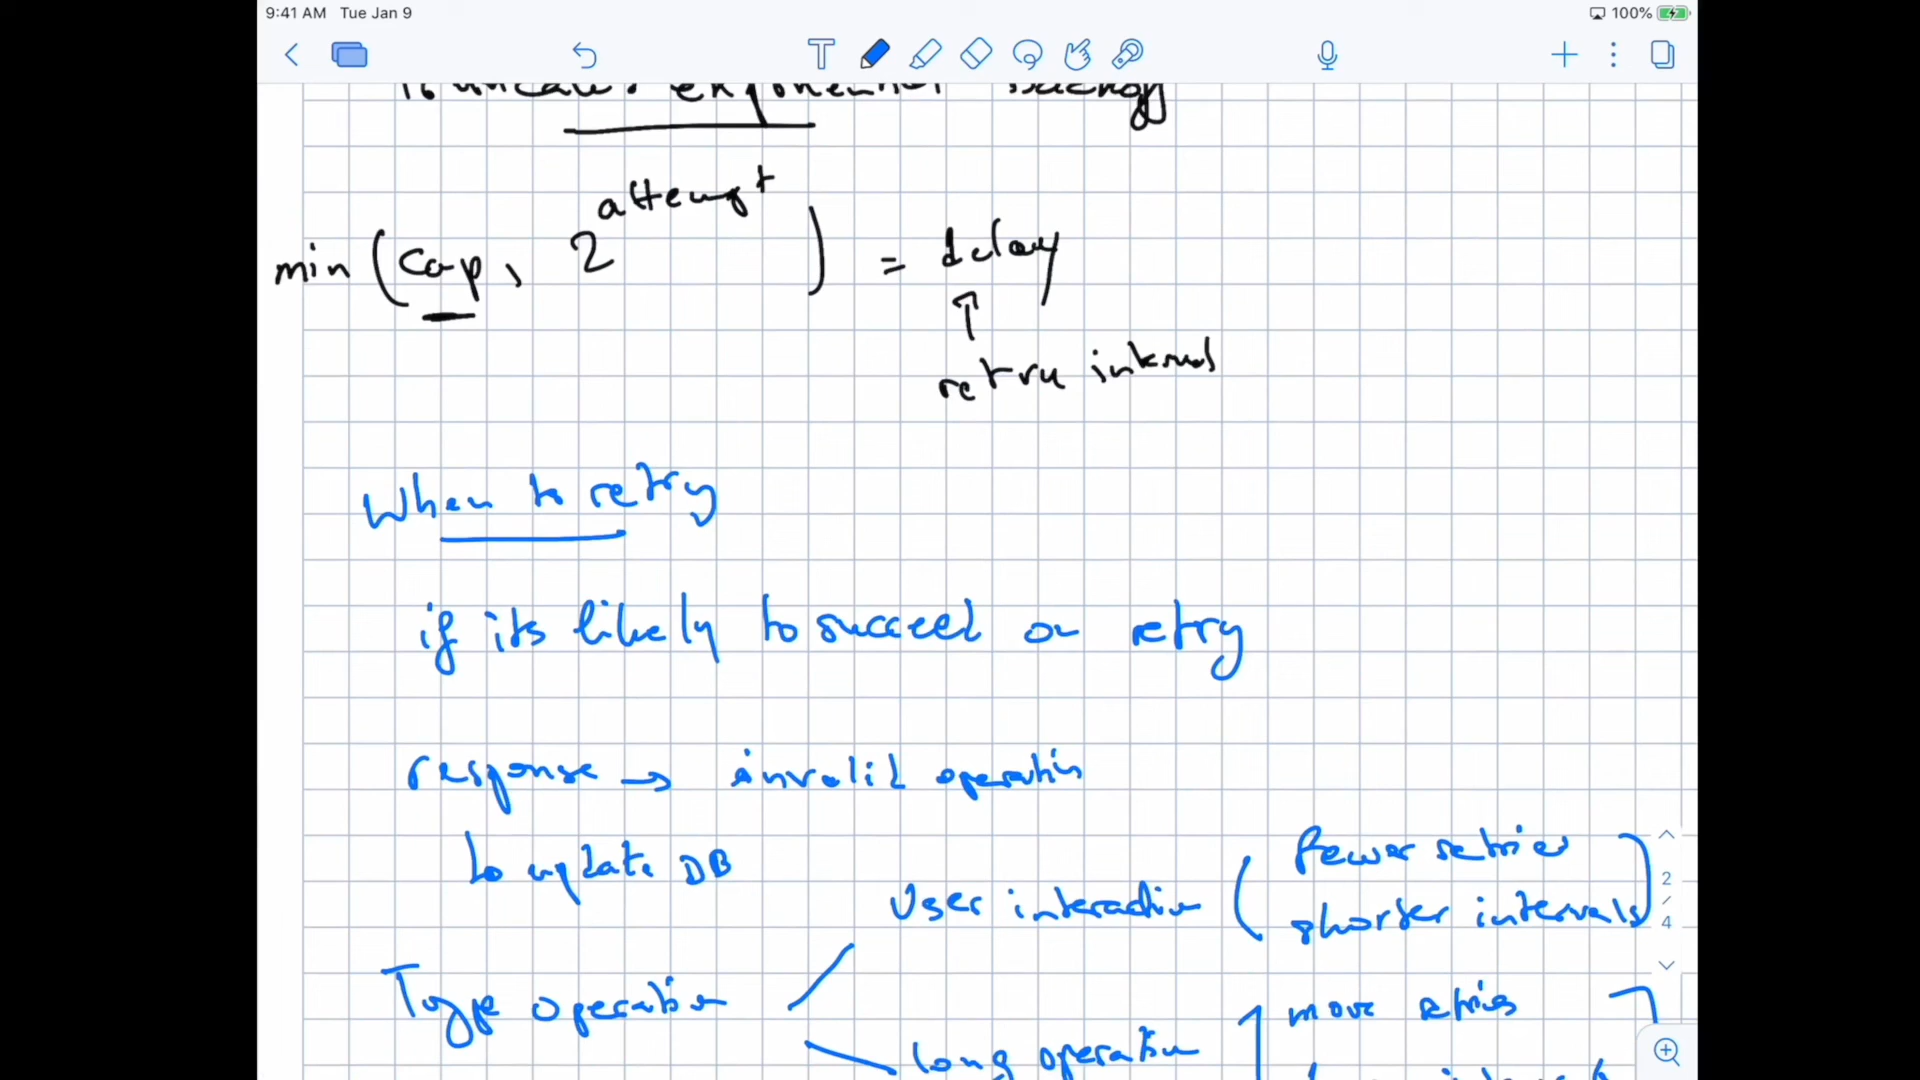 9:41 AM Tue Jan 9
100%
exponential backoff
attempt
min (cap, 2 ) = delay
retry interval
When to retry
if its likely to succeed on retry
response → invalid operation
to update DB
User interaction
fewer retries
shorter intervals
2
/
4
Type operation
long operation
more retries